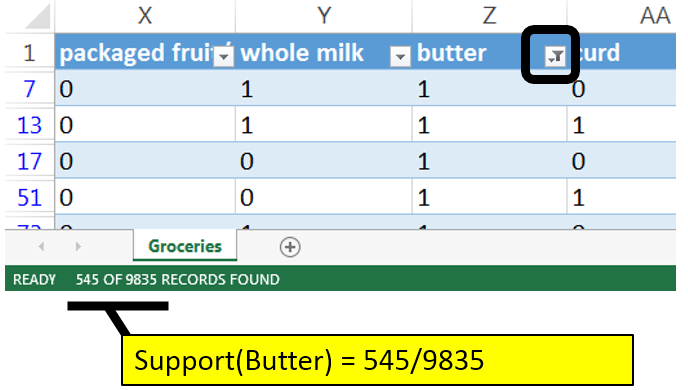 X Y Z AA
1 packaged fruit/ whole milk butter curd
7 0 1 1 0
13 0 1 1 1
17 0 0 1 0
51 0 0 1 1
Groceries
READY 545 OF 9835 RECORDS FOUND
Support(Butter) = 545/9835